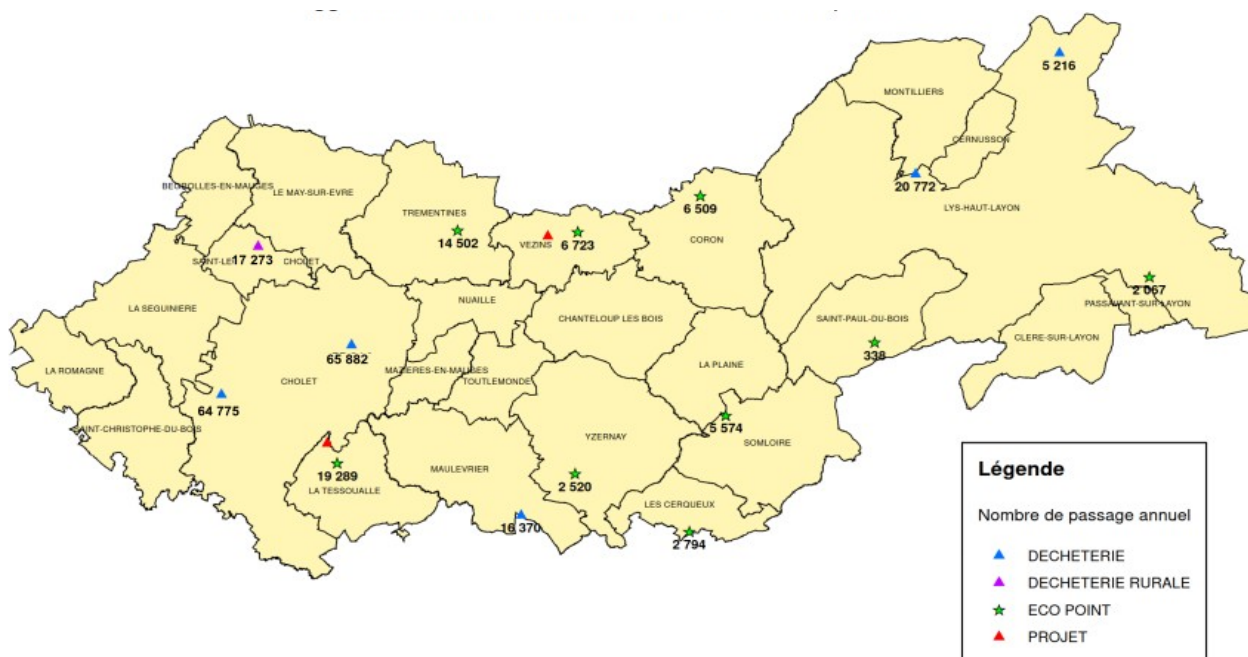 5 216
MONTILLIERS
CERNUSSON
20 772
LYS-HAUT-LAYON
BEGROLLES-EN-MAUGES
LE MAY-SUR-EVRE
TREMENTINES
14 502
VEZINS
6 723
6 509
CORON
SAINT-LE
17 273
CHOLET
LA SEGUINIERE
NUAILLE
CHANTELOUP LES BOIS
SAINT-PAUL-DU-BOIS
338
2 067
PASSAVANT-SUR-LAYON
CLERE-SUR-LAYON
65 882
LA ROMAGNE
CHOLET
MAZIERES-EN-MAUGES
TOUTLEMONDE
LA PLAINE
64 775
SAINT-CHRISTOPHE-DU-BOIS
5 574
YZERNAY
SOMLOIRE
19 289
LA TESSOUALLE
MAULEVRIER
2 520
16 370
LES CERQUEUX
2 794
Légende
Nombre de passage annuel
DECHETERIE
DECHETERIE RURALE
ECO POINT
PROJET